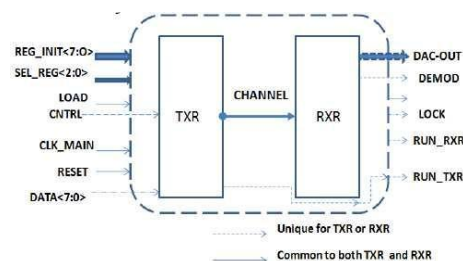 REG_INIT<7:O>
SEL_REG<2:0>
LOAD
CNTRL
CLK_MAIN
RESET
DATA<7:0>
TXR
CHANNEL
RXR
DAC-OUT
DEMOD
LOCK
RUN_RXR
RUN_TXR
Unique for TXR or RXR
Common to both TXR and RXR